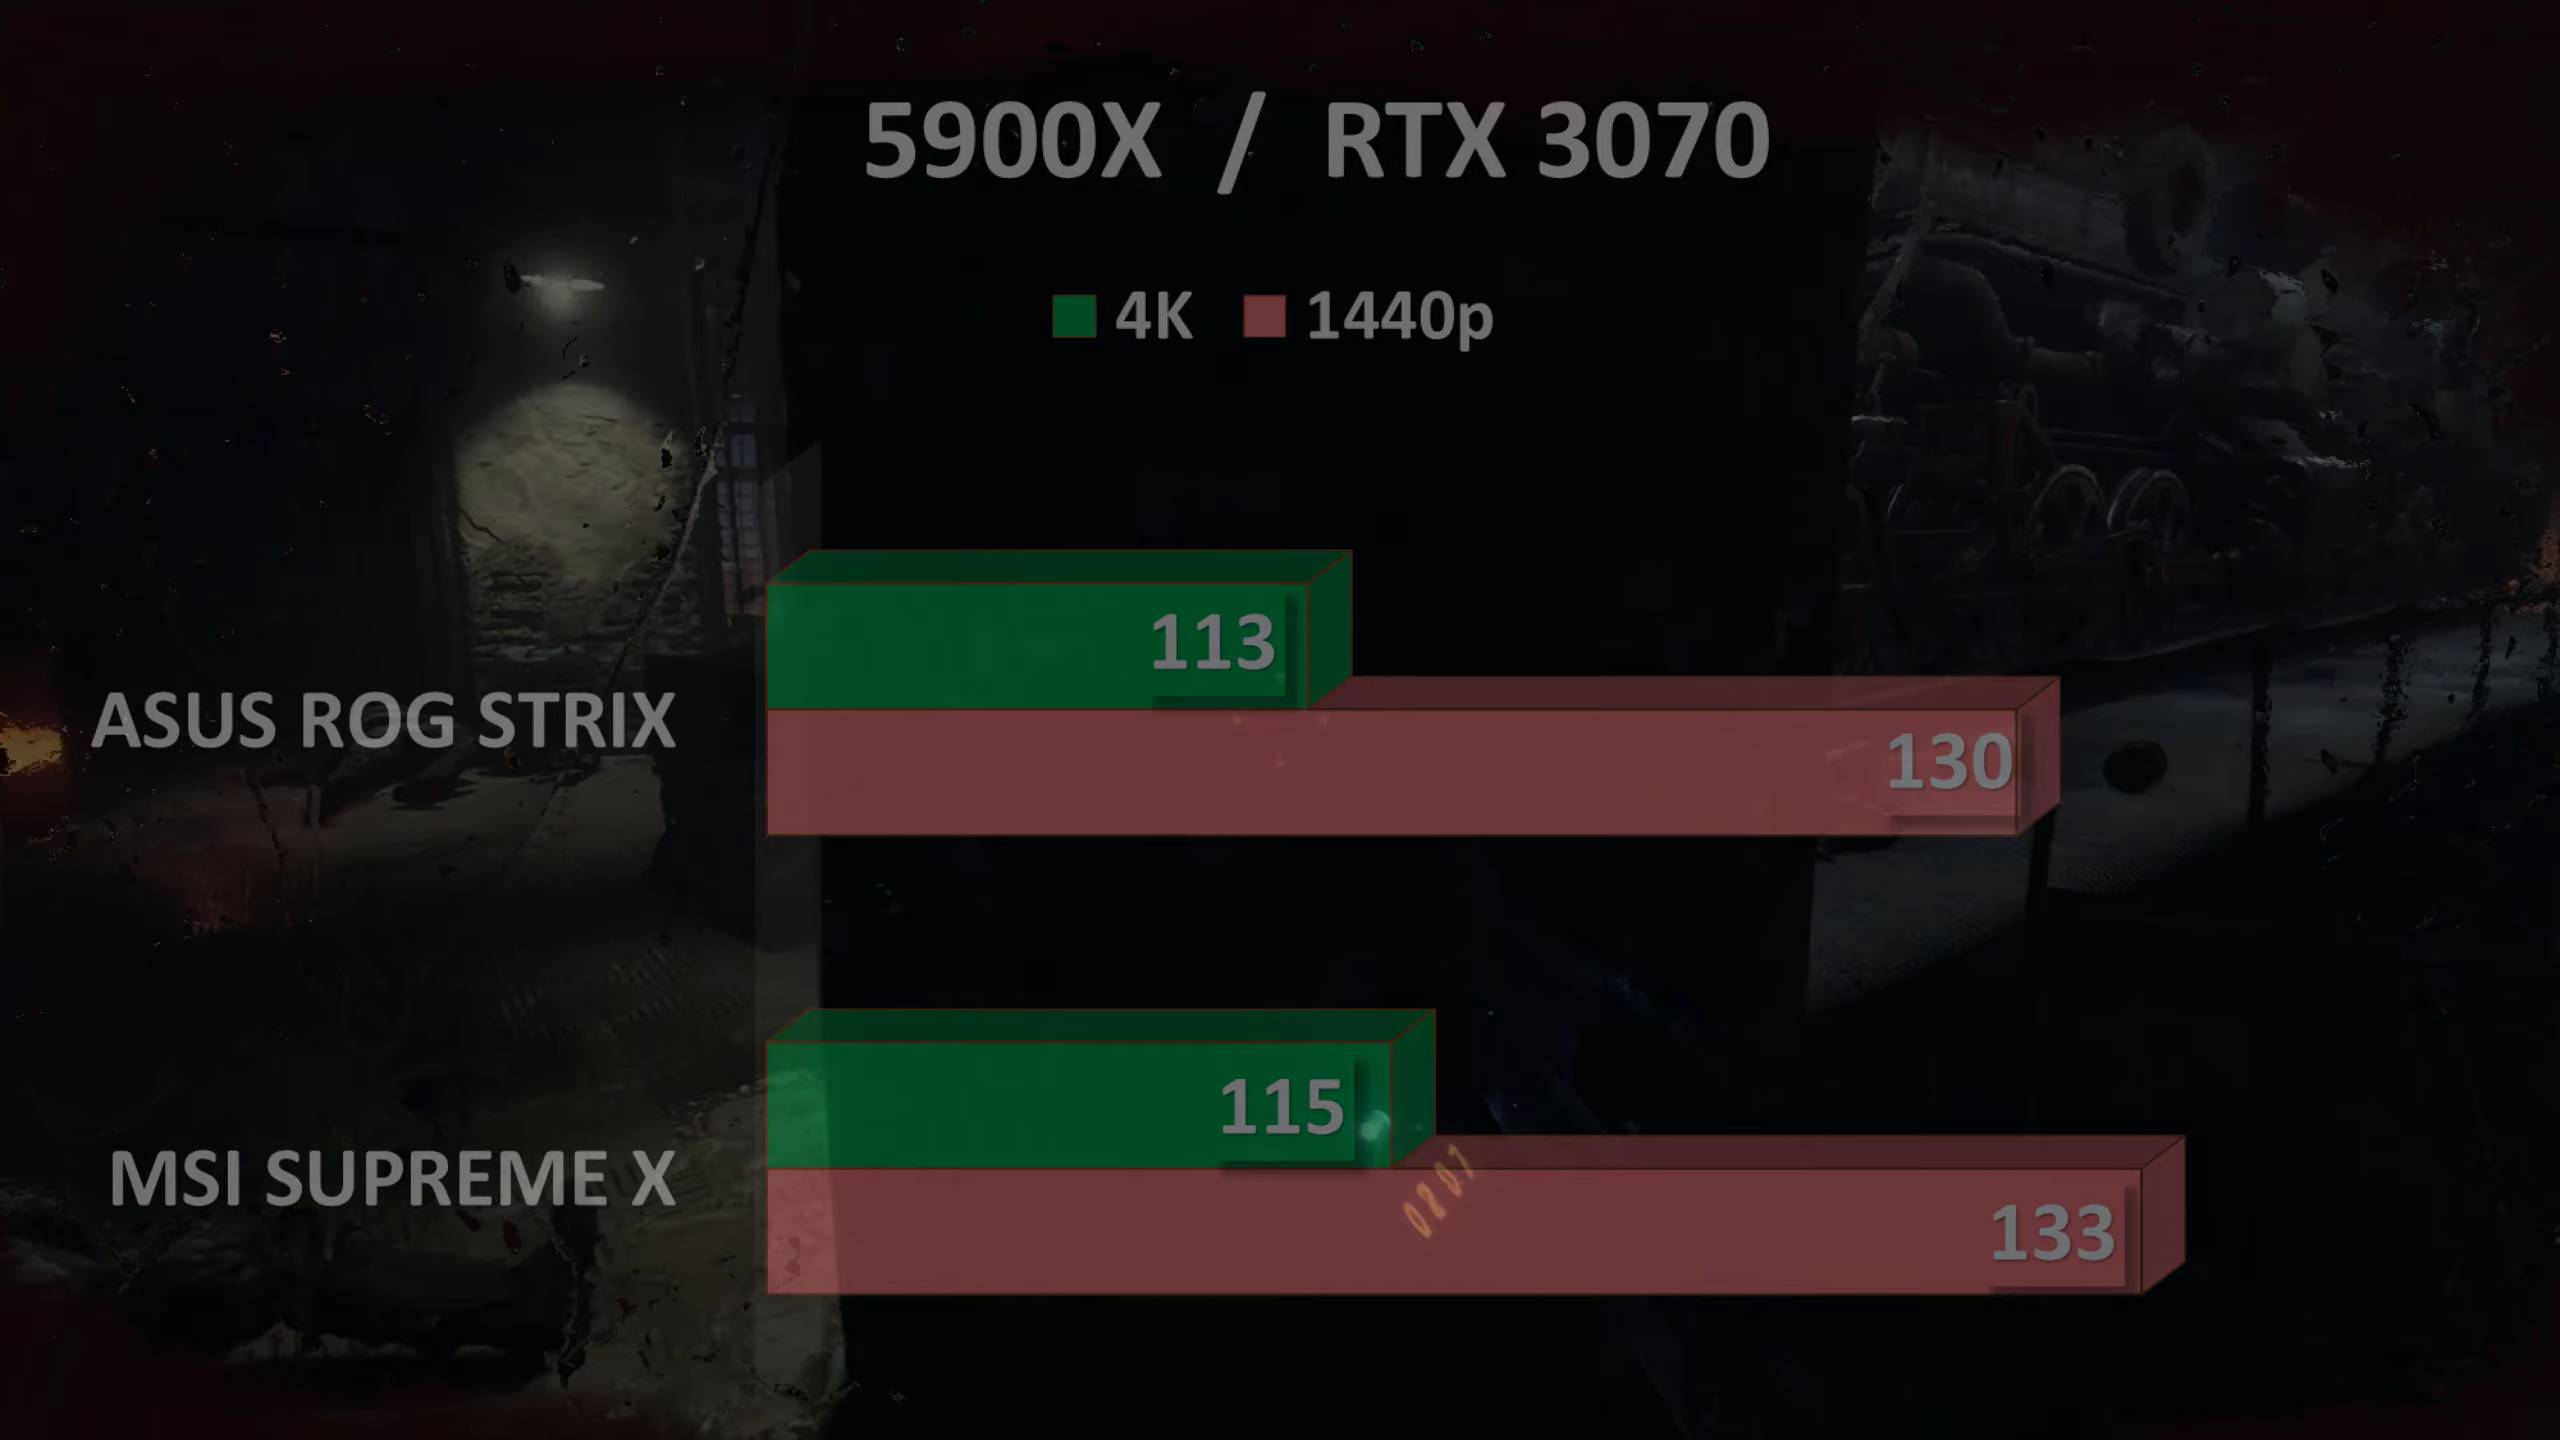 5900X / RTX 3070
4K 1440p
113
ASUS ROG STRIX
130
115
MSI SUPREME X
133